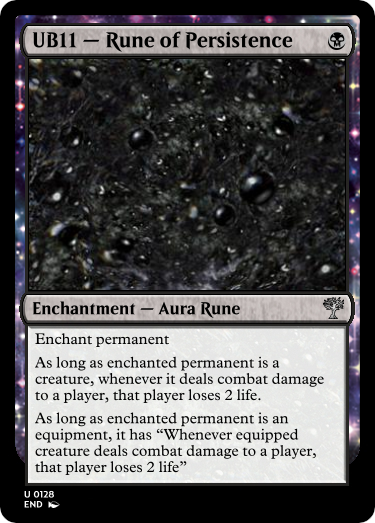 UB11 — Rune of Persistence
Enchantment — Aura Rune
Enchant permanent
As long as enchanted permanent is a
creature, whenever it deals combat damage
to a player, that player loses 2 life.
As long as enchanted permanent is an
equipment, it has “Whenever equipped
creature deals combat damage to a player,
that player loses 2 life”
U 0128
END